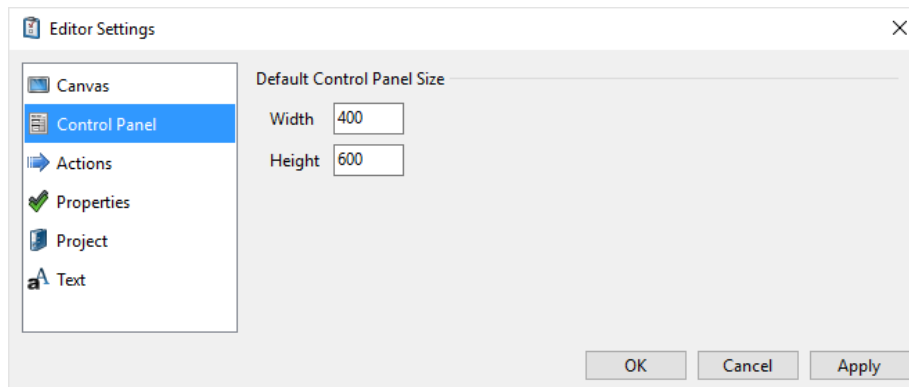 Editor Settings
Canvas
Control Panel
Actions
Properties
Project
Text
Default Control Panel Size
Width 400
Height 600
OK Cancel Apply